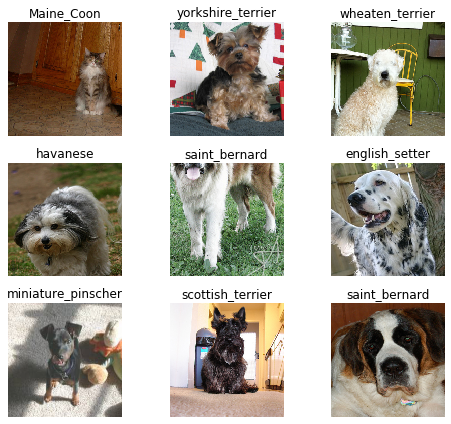 Maine_Coon
yorkshire_terrier
wheaten_terrier
havanese
saint_bernard
english_setter
miniature_pinscher
scottish_terrier
saint_bernard